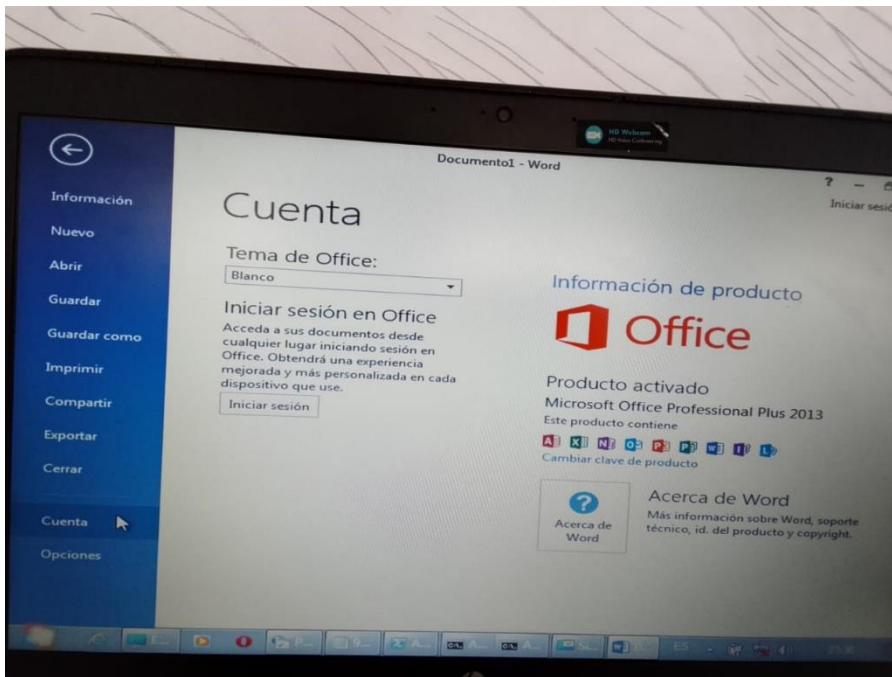 HD Webcam
HD Video Conferencing
Documento1 - Word
?
Iniciar sesió
Información
Nuevo
Abrir
Guardar
Guardar como
Imprimir
Compartir
Exportar
Cerrar
Cuenta
Opciones
Cuenta
Tema de Office:
Blanco
Iniciar sesión en Office
Acceda a sus documentos desde
cualquier lugar iniciando sesión en
Office. Obtendrá una experiencia
mejorada y más personalizada en cada
dispositivo que use.
Iniciar sesión
Información de producto
Office
Producto activado
Microsoft Office Professional Plus 2013
Este producto contiene
Cambiar clave de producto
Acerca de
Word
Acerca de Word
Más información sobre Word, soporte
técnico, id. del producto y copyright.
ES